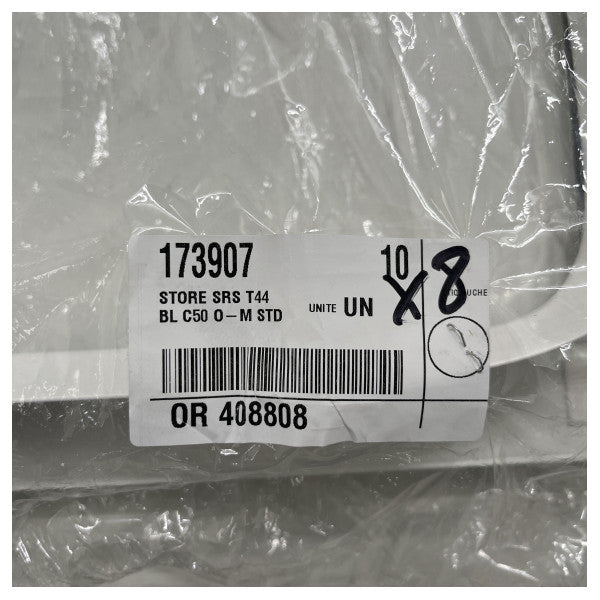 173907 10
STORE SRS T44
BL C50 O-M STD UNITE UN X8
OR 408808